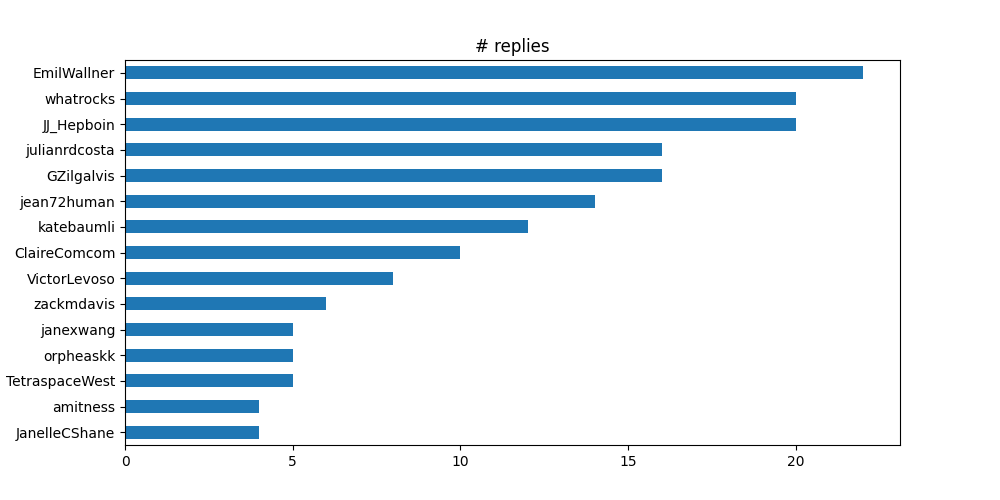 # replies
EmilWallner
whatrocks
JJ_Hepboin
julianrdcosta
GZilgalvis
jean72human
katebaumli
ClaireComcom
VictorLevoso
zackmdavis
janexwang
orpheaskk
TetraspaceWest
amitness
JanelleCShane
0 5 10 15 20